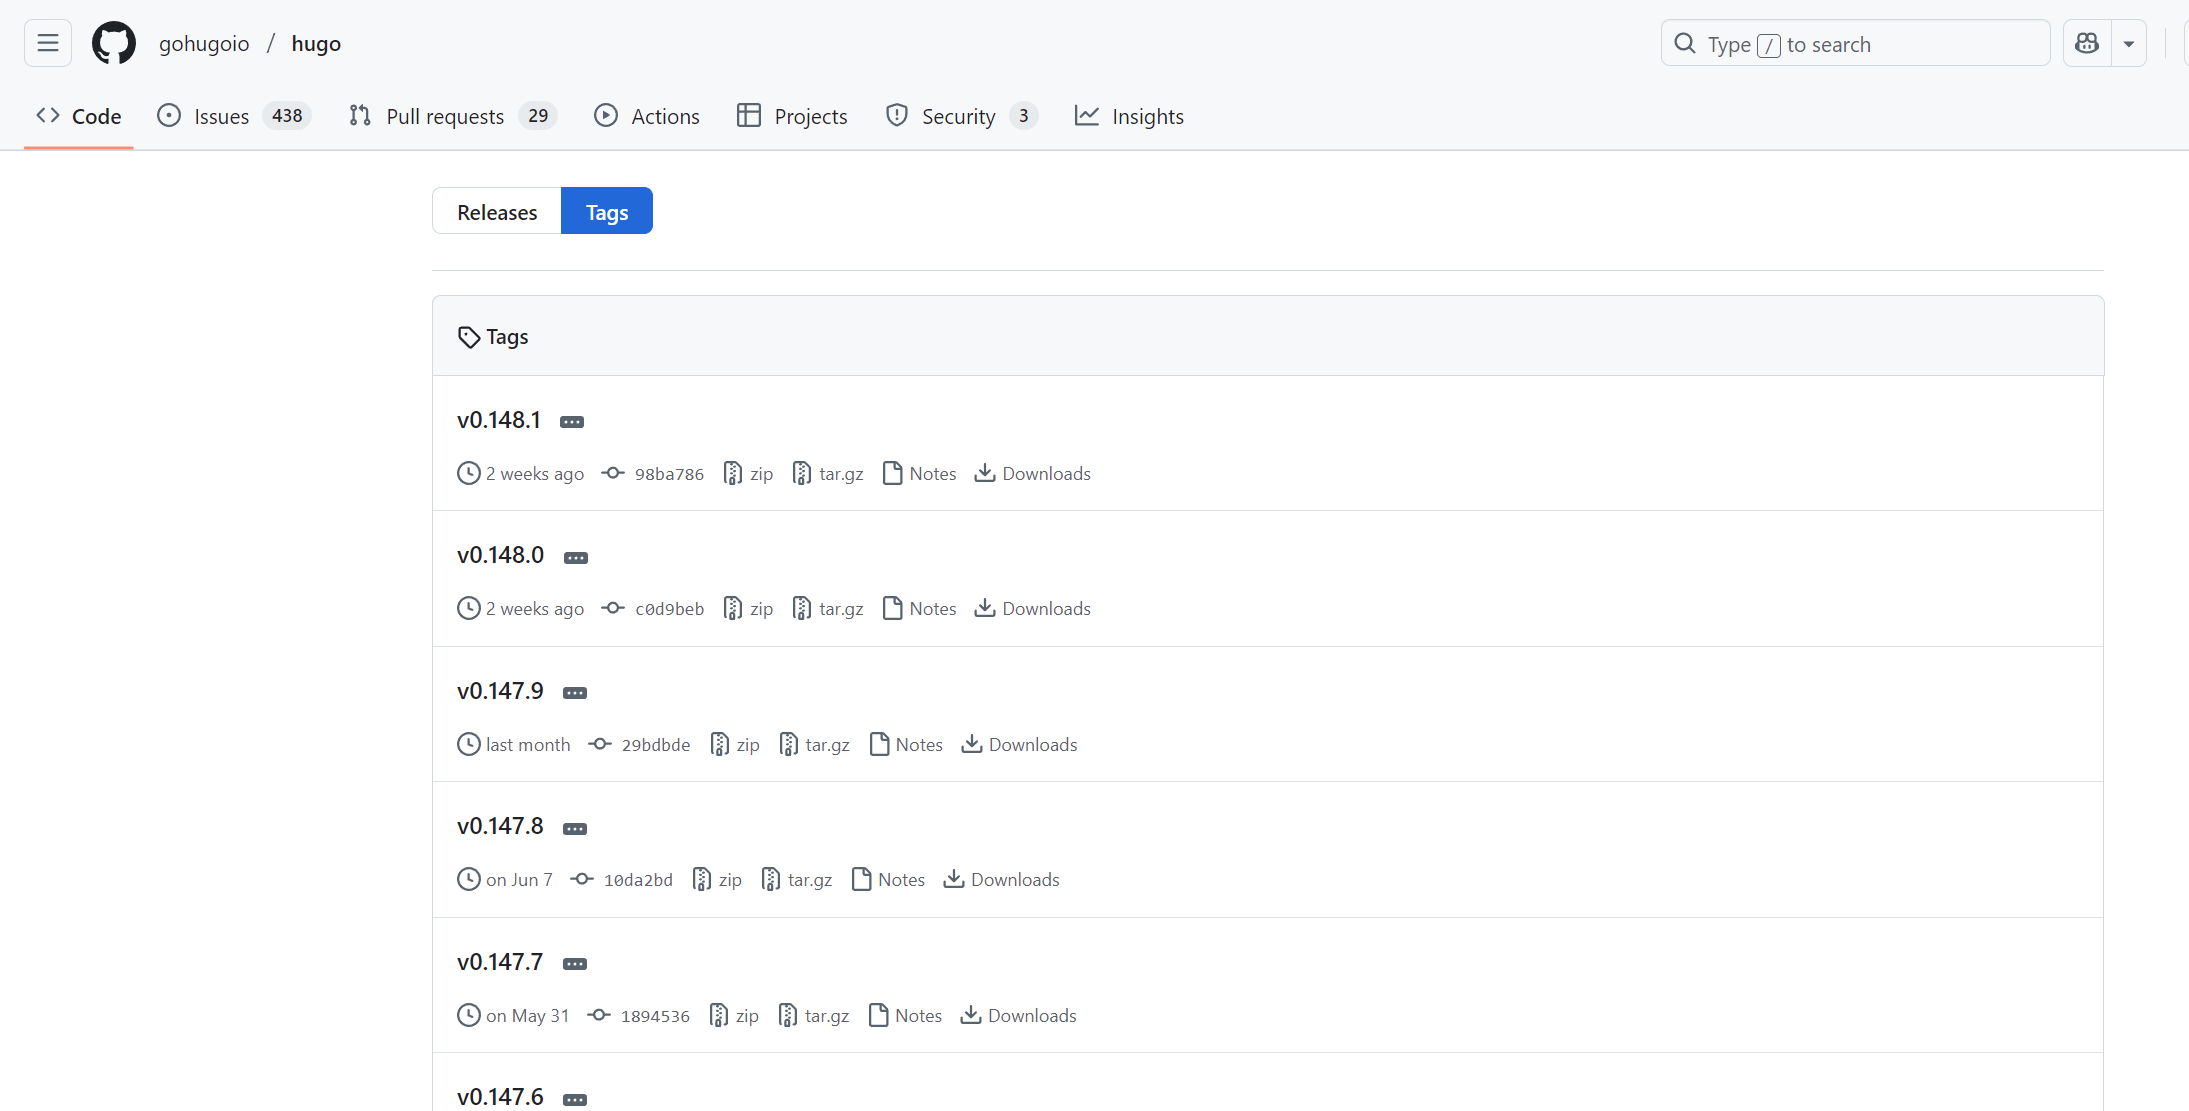 gohugoio / hugo
Type / to search
Code Issues 438 Pull requests 29 Actions Projects Security 3 Insights
Releases Tags
Tags
v0.148.1
2 weeks ago 98ba786 zip tar.gz Notes Downloads
v0.148.0
2 weeks ago c0d9beb zip tar.gz Notes Downloads
v0.147.9
last month 29bdbde zip tar.gz Notes Downloads
v0.147.8
on Jun 7 10da2bd zip tar.gz Notes Downloads
v0.147.7
on May 31 1894536 zip tar.gz Notes Downloads
v0.147.6